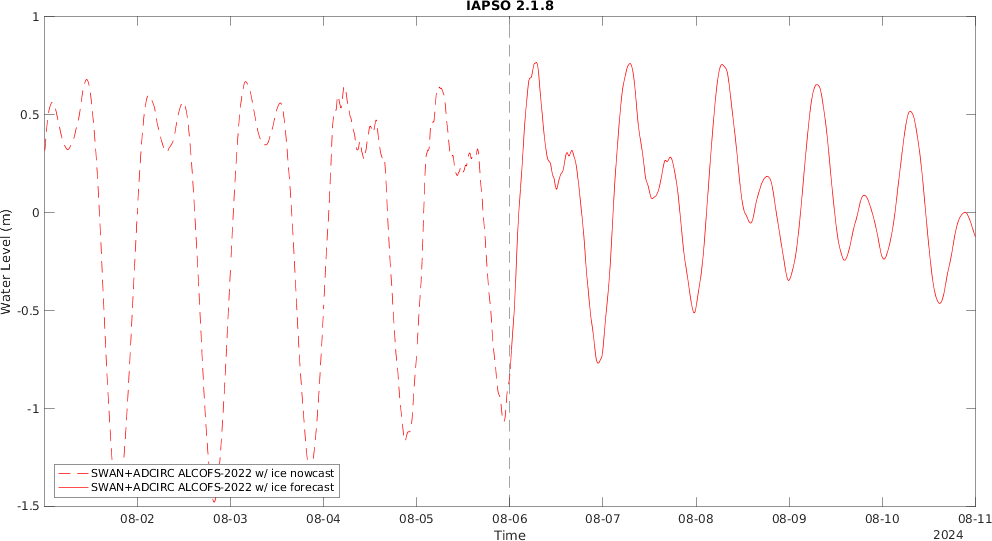 IAPSO 2.1.8
1
0.5
0
-0.5
-1
-1.5
Water Level (m)
SWAN+ADCIRC ALCOFS-2022 w/ ice nowcast
SWAN+ADCIRC ALCOFS-2022 w/ ice forecast
08-02 08-03 08-04 08-05 08-06 08-07 08-08 08-09 08-10 08-11
Time
2024